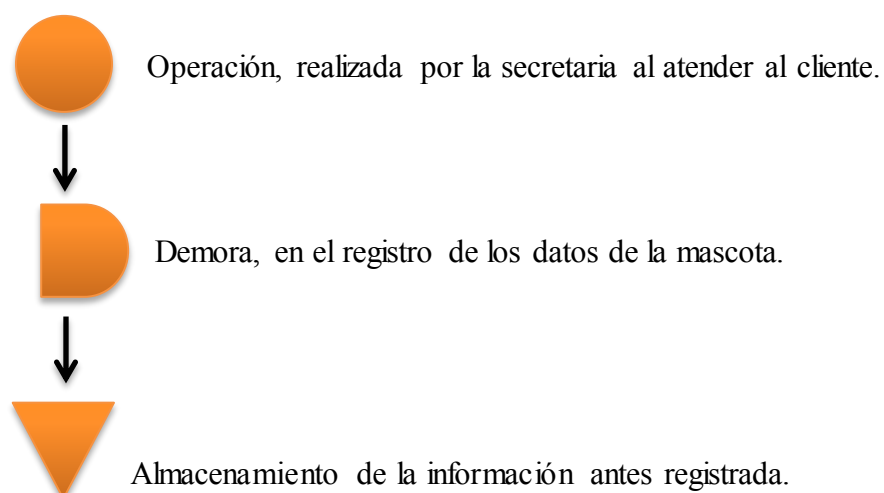 Operación, realizada por la secretaria al atender al cliente.
Demora, en el registro de los datos de la mascota.
Almacenamiento de la información antes registrada.